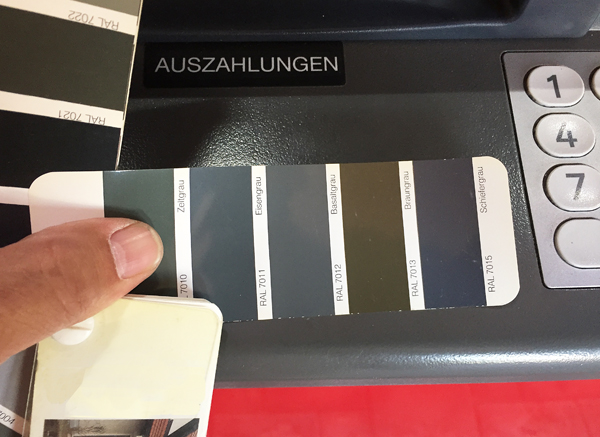 RAL 7022
AUSZAHLUNGEN
RAL 7021
1
4
7
Zeltgrau
7010
Eisengrau
RAL 7011
Basaltgrau
RAL 7012
Braungrau
RAL 7013
Schiefergrau
RAL 7015